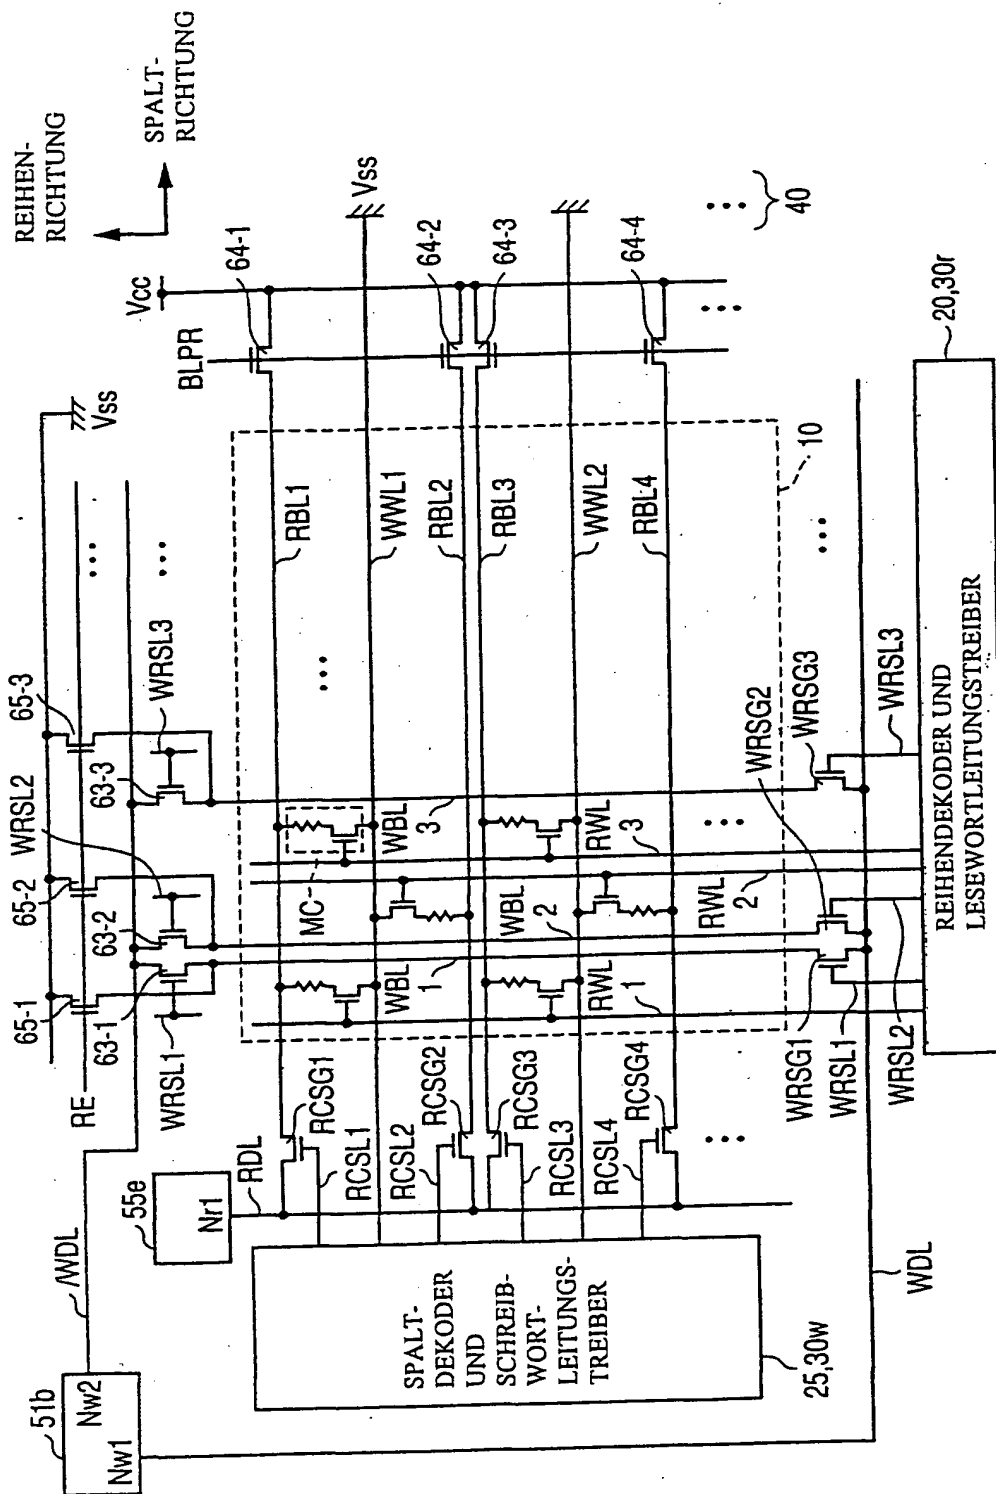 REIHEN-
RICHTUNG
SPALT-
RICHTUNG
Vcc
BLPR
64-1
Vss
64-2
64-3
64-4
40
Vss
65-3
WRSL3
63-3
WRSL2
65-2
63-2
65-1
63-1
WRSL1
RE
/WDL
51b
Nw2
Nw1
55e
Nr1
RDL
RBL1
WWL1
RBL2
RBL3
WWL2
RBL4
10
MC
WBL
3
RWL
3
WBL
2
RWL
2
WBL
1
RWL
1
RCSG1
RCSL1
RCSL2
RCSG2
RCSG3
RCSL3
RCSL4
RCSG4
SPALT-
DEKODER
UND
SCHREIB-
WORT-
LEITUNGS-
TREIBER
25,30w
WDL
WRSG1
WRSL1
WRSL2
WRSG2
WRSG3
WRSL3
REIHENDEKODER UND
LESEWORTLEITUNGSTREIBER
20,30r